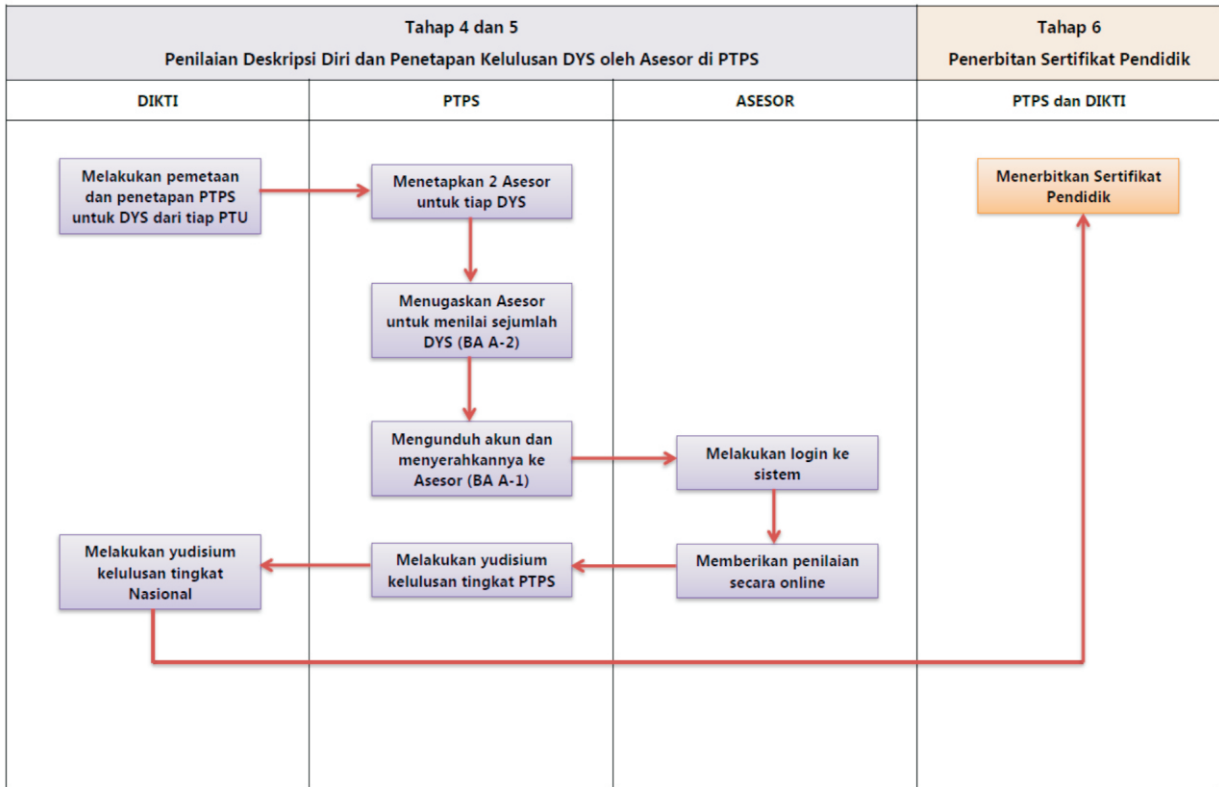 Tahap 4 dan 5
Penilaian Deskripsi Diri dan Penetapan Kelulusan DYS oleh Asesor di PTPS
Tahap 6
Penerbitan Sertifikat Pendidik
DIKTI
PTPS
ASESOR
PTPS dan DIKTI
Melakukan pemetaan
dan penetapan PTPS
untuk DYS dari tiap PTU
Menetapkan 2 Asesor
untuk tiap DYS
Menerbitkan Sertifikat
Pendidik
Menugaskan Asesor
untuk menilai sejumlah
DYS (BA A-2)
Mengunduh akun dan
menyerahkannya ke
Asesor (BA A-1)
Melakukan login ke
sistem
Melakukan yudisium
kelulusan tingkat
Nasional
Melakukan yudisium
kelulusan tingkat PTPS
Memberikan penilaian
secara online